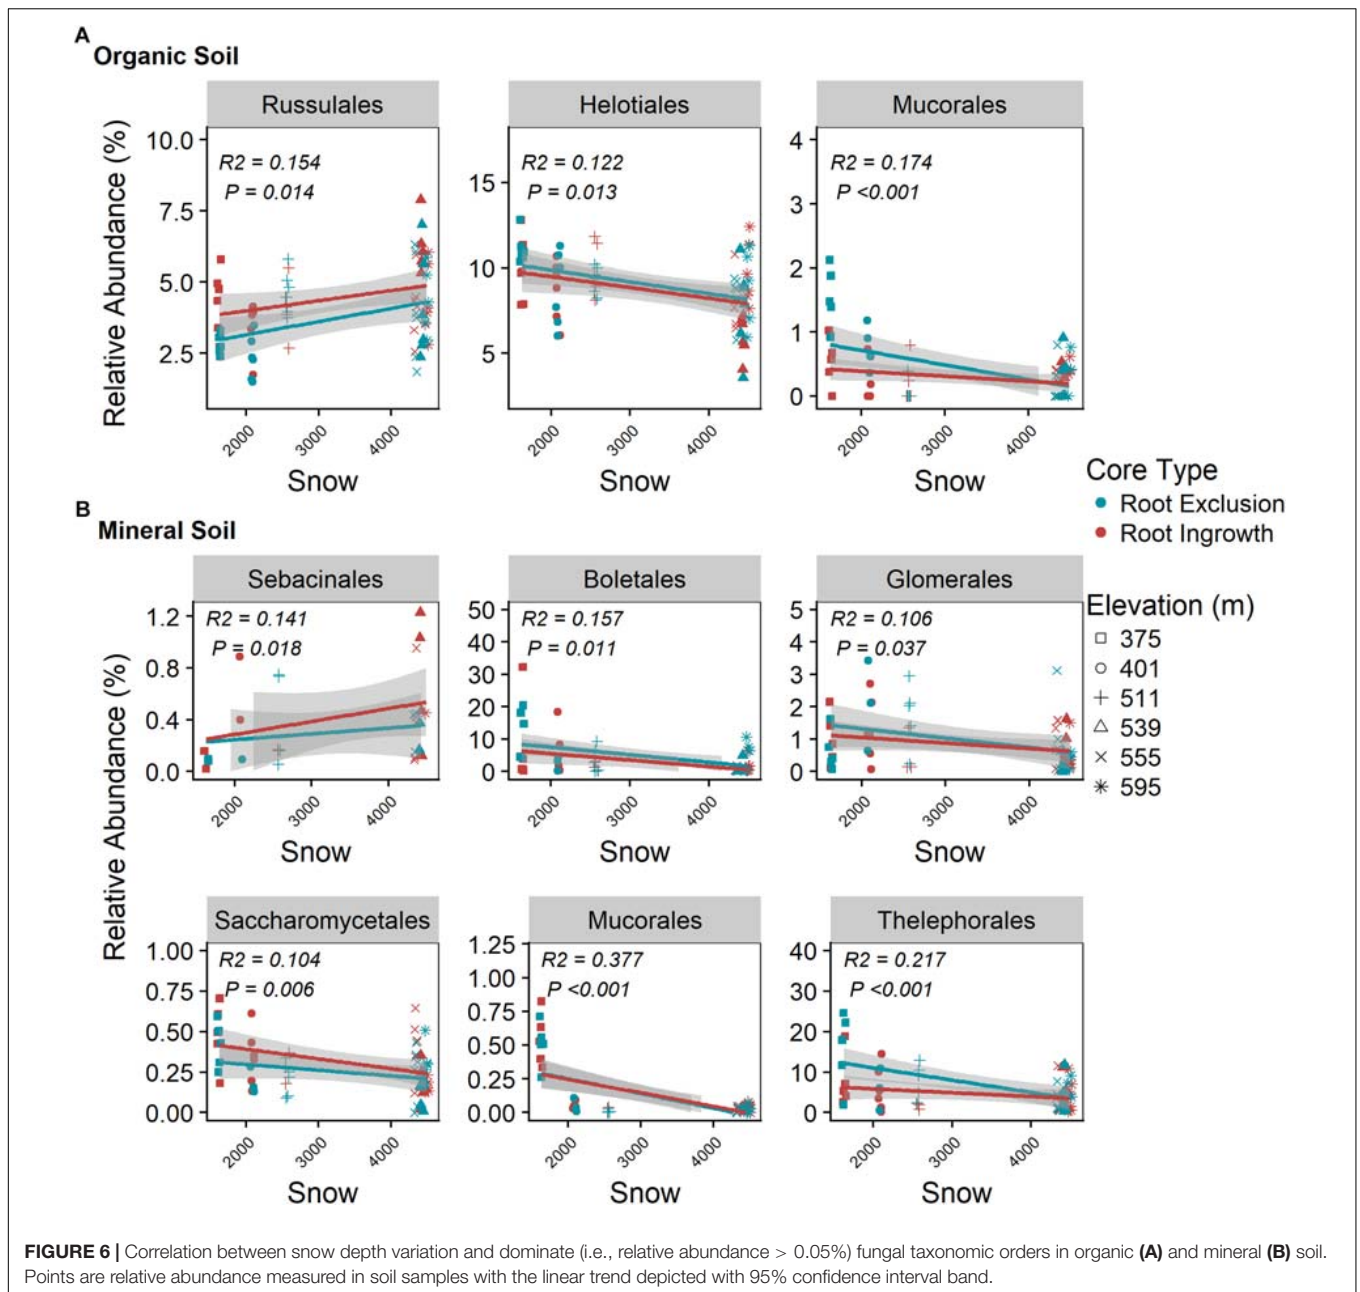 A
Organic Soil
Russulales
Helotiales
Mucorales
Relative Abundance (%)
10.0
7.5
5.0
2.5
R2 = 0.154
P = 0.014
2000
3000
4000
Snow
15
10
5
R2 = 0.122
P = 0.013
2000
3000
4000
Snow
4
3
2
1
0
R2 = 0.174
P <0.001
2000
3000
4000
Snow
Core Type
Root Exclusion
Root Ingrowth
Elevation (m)
375
401
511
539
555
595
B
Mineral Soil
Relative Abundance (%)
Sebacinales
1.2
0.8
0.4
0.0
R2 = 0.141
P = 0.018
2000
3000
4000
Snow
Boletales
50
40
30
20
10
0
R2 = 0.157
P = 0.011
2000
3000
4000
Snow
Glomerales
5
4
3
2
1
0
R2 = 0.106
P = 0.037
2000
3000
4000
Snow
Saccharomycetales
1.00
0.75
0.50
0.25
0.00
R2 = 0.104
P = 0.006
2000
3000
4000
Snow
Mucorales
1.25
1.00
0.75
0.50
0.25
0.00
R2 = 0.377
P <0.001
2000
3000
4000
Snow
Thelephorales
40
30
20
10
0
R2 = 0.217
P <0.001
2000
3000
4000
Snow
FIGURE 6 | Correlation between snow depth variation and dominate (i.e., relative abundance > 0.05%) fungal taxonomic orders in organic (A) and mineral (B) soil.
Points are relative abundance measured in soil samples with the linear trend depicted with 95% confidence interval band.